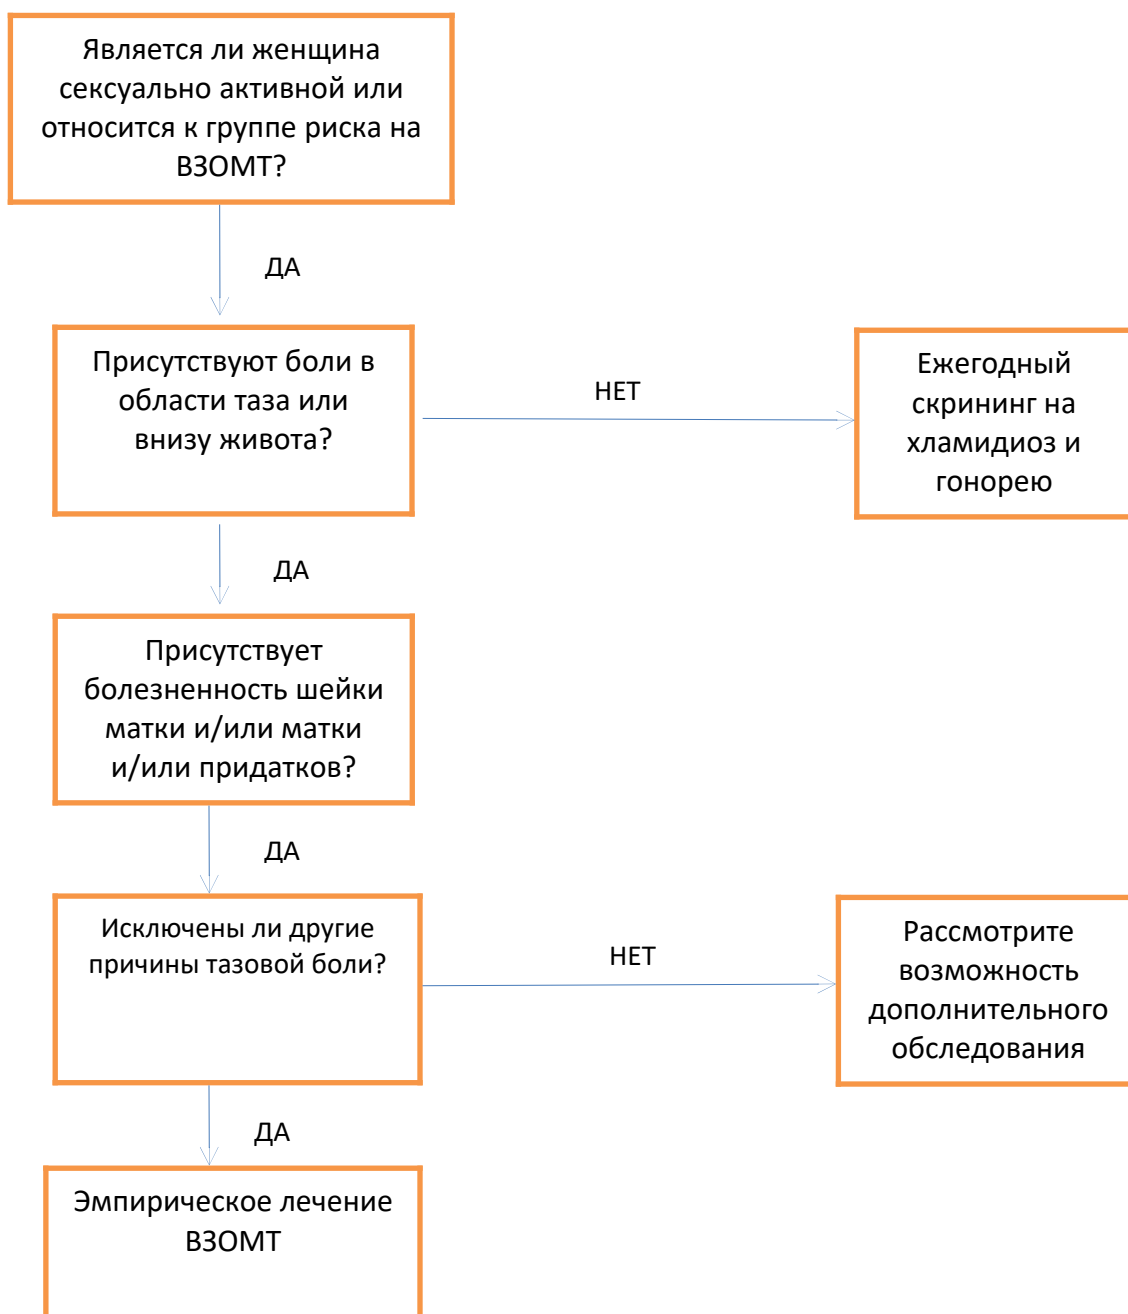 Является ли женщина
сексуально активной или
относится к группе риска на
ВЗОМТ?
ДА
Присутствуют боли в
области таза или
внизу живота?
НЕТ
Ежегодный
скрининг на
хламидиоз и
гонорею
ДА
Присутствует
болезненность шейки
матки и/или матки
и/или придатков?
ДА
Исключены ли другие
причины тазовой боли?
НЕТ
Рассмотрите
возможность
дополнительного
обследования
ДА
Эмпирическое лечение
ВЗОМТ